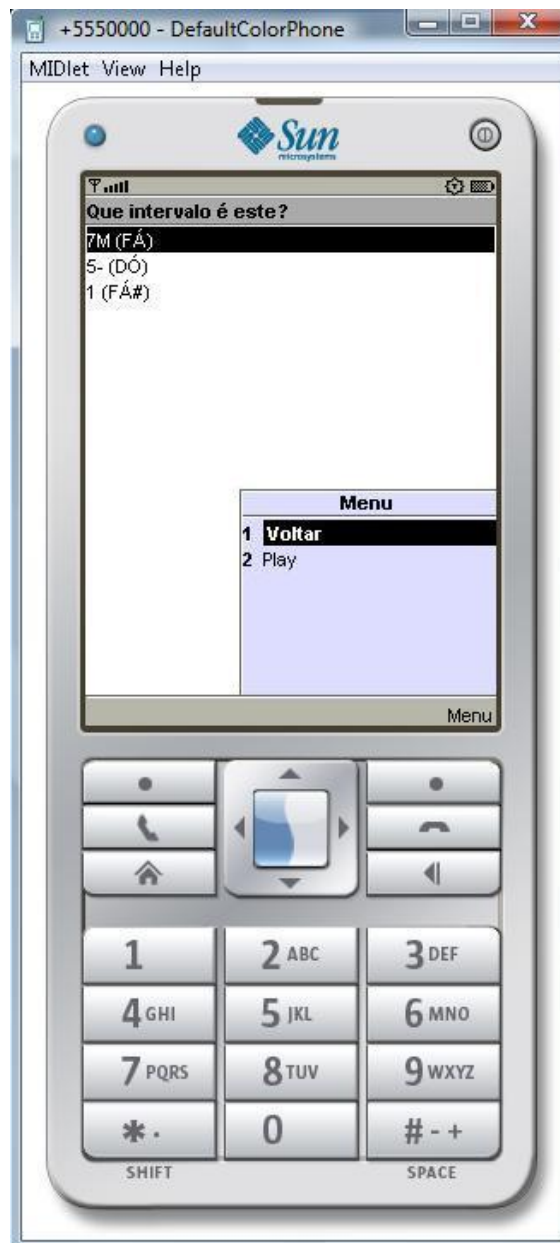 +5550000 - DefaultColorPhone
MIDlet View Help
Sun
microsystems
Que intervalo é este?
7M (FÁ)
5- (DÓ)
1 (FÁ#)
Menu
1 Voltar
2 Play
Menu
1 2 ABC 3 DEF
4 GHI 5 JKL 6 MNO
7 PQRS 8 TUV 9 WXYZ
* . 0 # - +
SHIFT SPACE